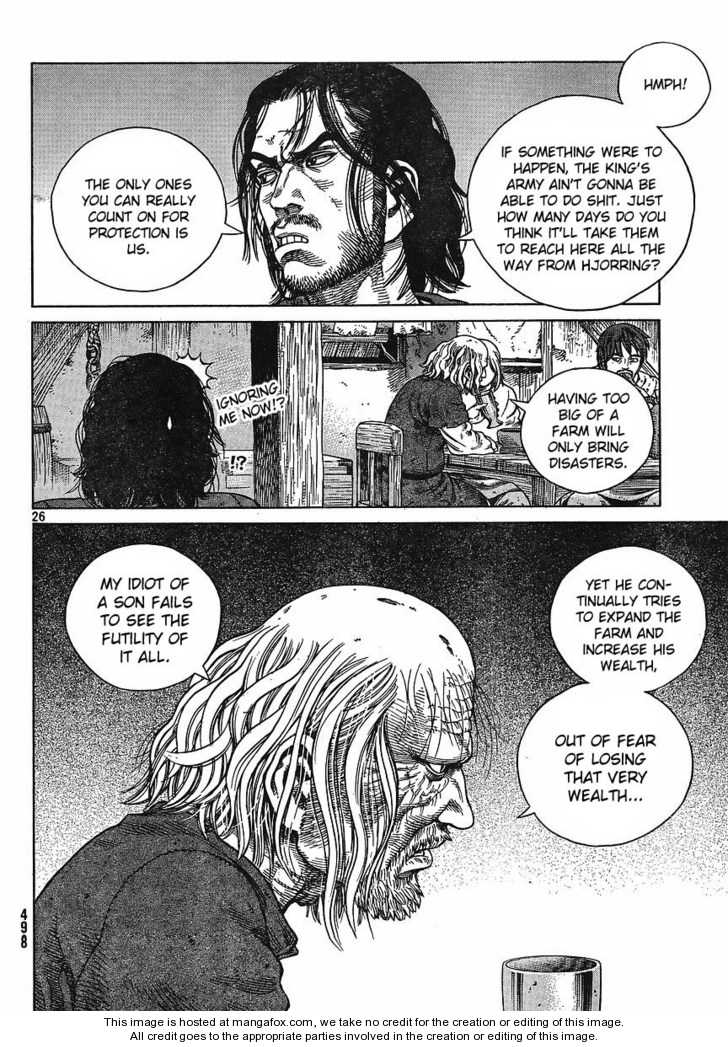 HMPH!
IF SOMETHING WERE TO
HAPPEN, THE KING'S
ARMY AIN'T GONNA BE
ABLE TO DO SHIT. JUST
HOW MANY DAYS DO YOU
THINK IT'LL TAKE THEM
TO REACH HERE ALL THE
WAY FROM HJORRING?
THE ONLY ONES
YOU CAN REALLY
COUNT ON FOR
PROTECTION IS
US.
IGNORING
ME NOW!?
!?
HAVING TOO
BIG OF A
FARM WILL
ONLY BRING
DISASTERS.
26
YET HE CON-
TINUALLY TRIES
TO EXPAND THE
FARM AND
INCREASE HIS
WEALTH,
OUT OF FEAR
OF LOSING
THAT VERY
WEALTH...
MY IDIOT OF
A SON FAILS
TO SEE THE
FUTILITY OF
IT ALL.
498
This image is hosted at mangafox.com, we take no credit for the creation or editing of this image.
All credit goes to the appropriate parties involved in the creation or editing of this image.